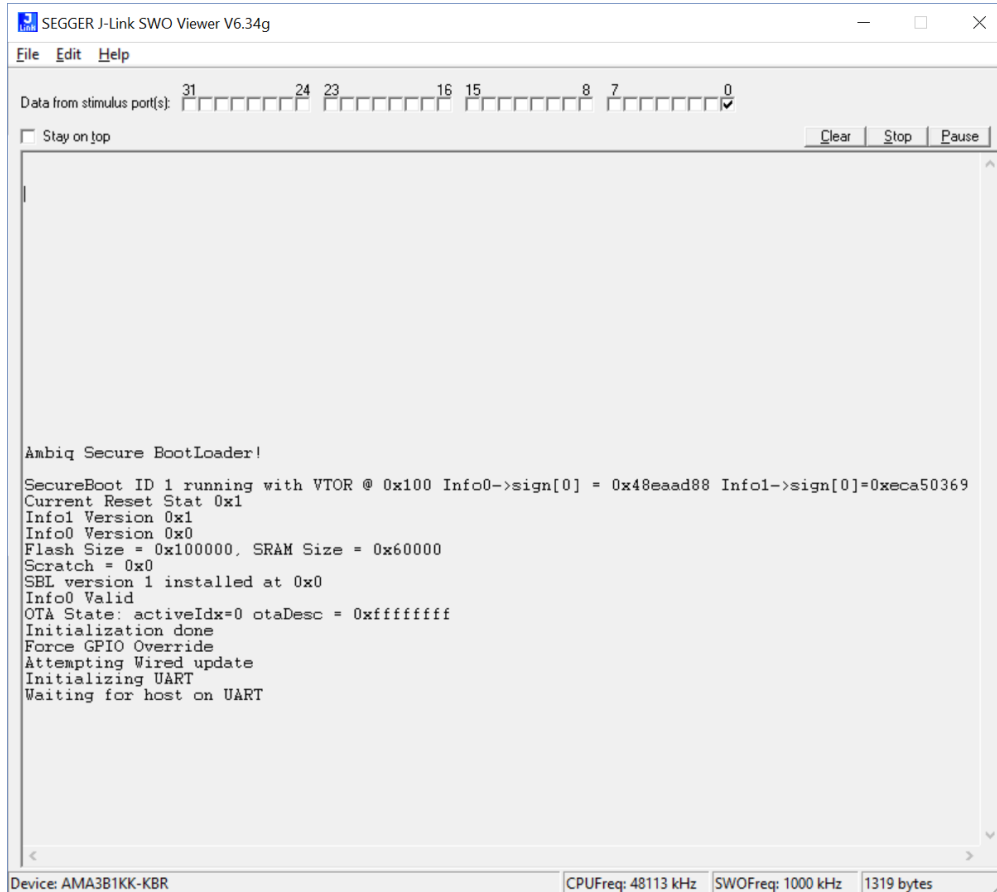 SEGGER J-Link SWO Viewer V6.34g
File Edit Help
31 24 23 16 15 8 7 0
Data from stimulus port(s):
Stay on top
Clear Stop Pause
Ambiq Secure BootLoader!
SecureBoot ID 1 running with VTOR @ 0x100 Info0->sign[0] = 0x48eaad88 Info1->sign[0]=0xeca50369
Current Reset Stat 0x1
Info1 Version 0x1
Info0 Version 0x0
Flash Size = 0x100000, SRAM Size = 0x60000
Scratch = 0x0
SBL version 1 installed at 0x0
Info0 Valid
OTA State: activeIdx=0 otaDesc = 0xffffffff
Initialization done
Force GPIO Override
Attempting Wired update
Initializing UART
Waiting for host on UART
Device: AMA3B1KK-KBR CPUFreq: 48113 kHz SWOFreq: 1000 kHz 1319 bytes